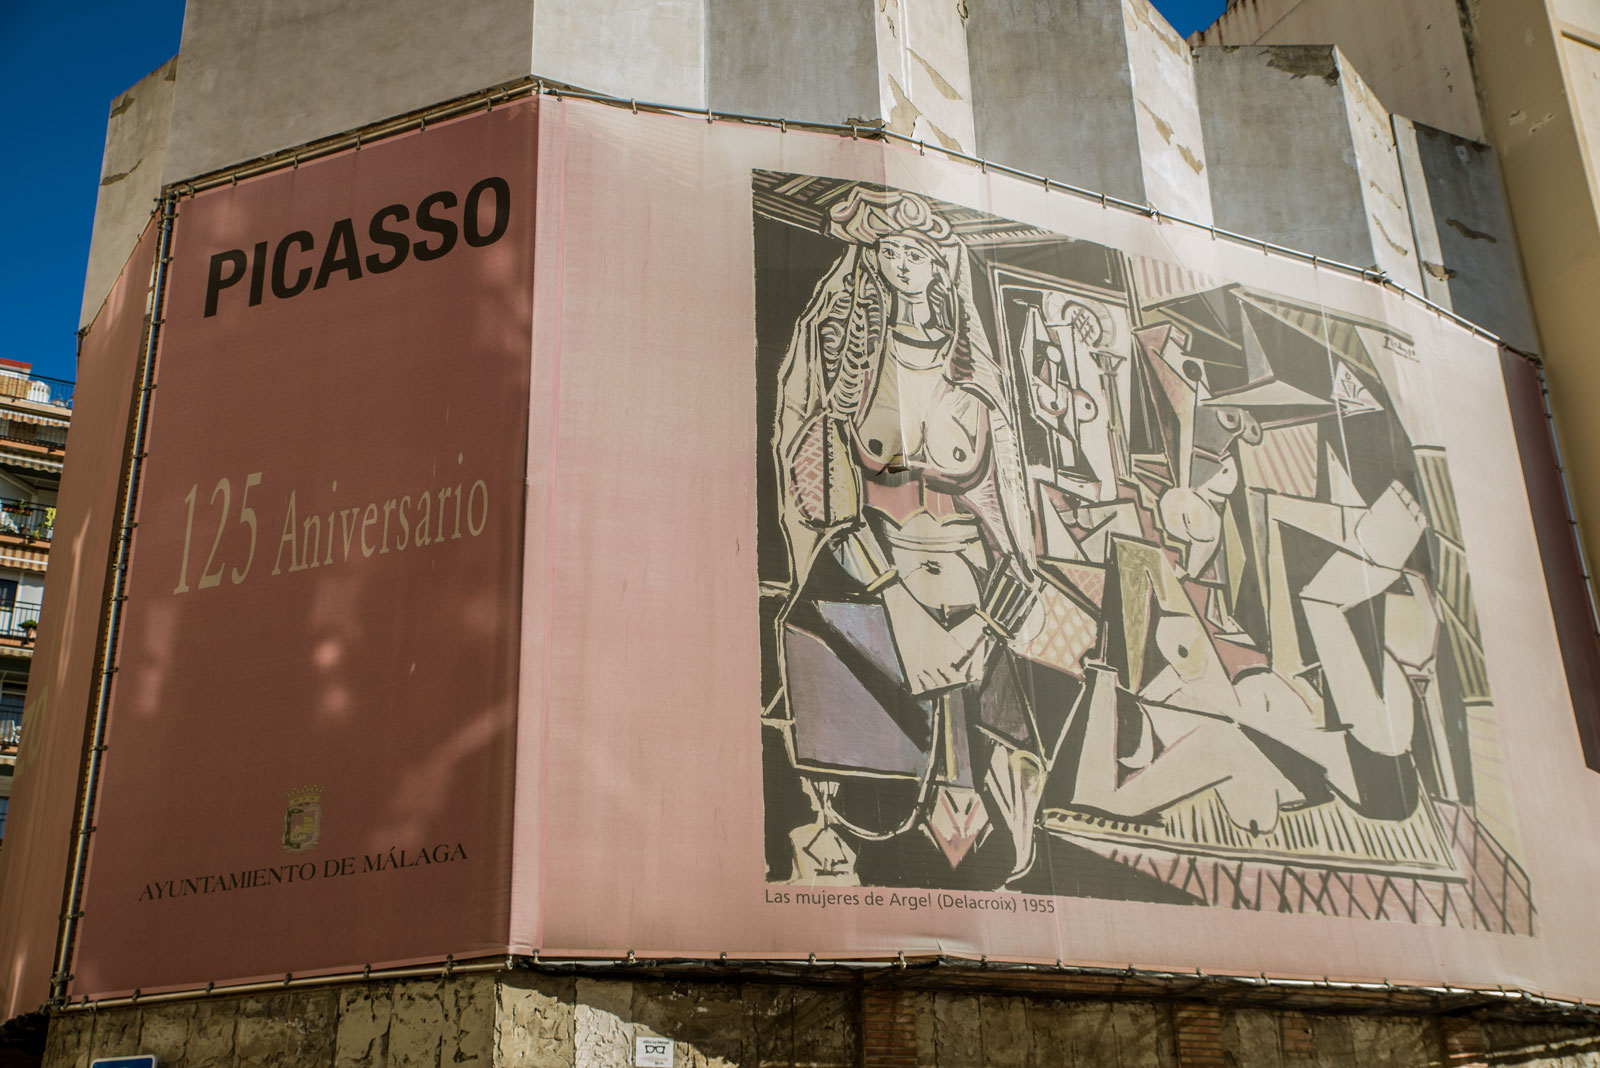 PICASSO
125 Aniversario
AYUNTAMIENTO DE MÁLAGA
Las mujeres de Argel (Delacroix) 1955